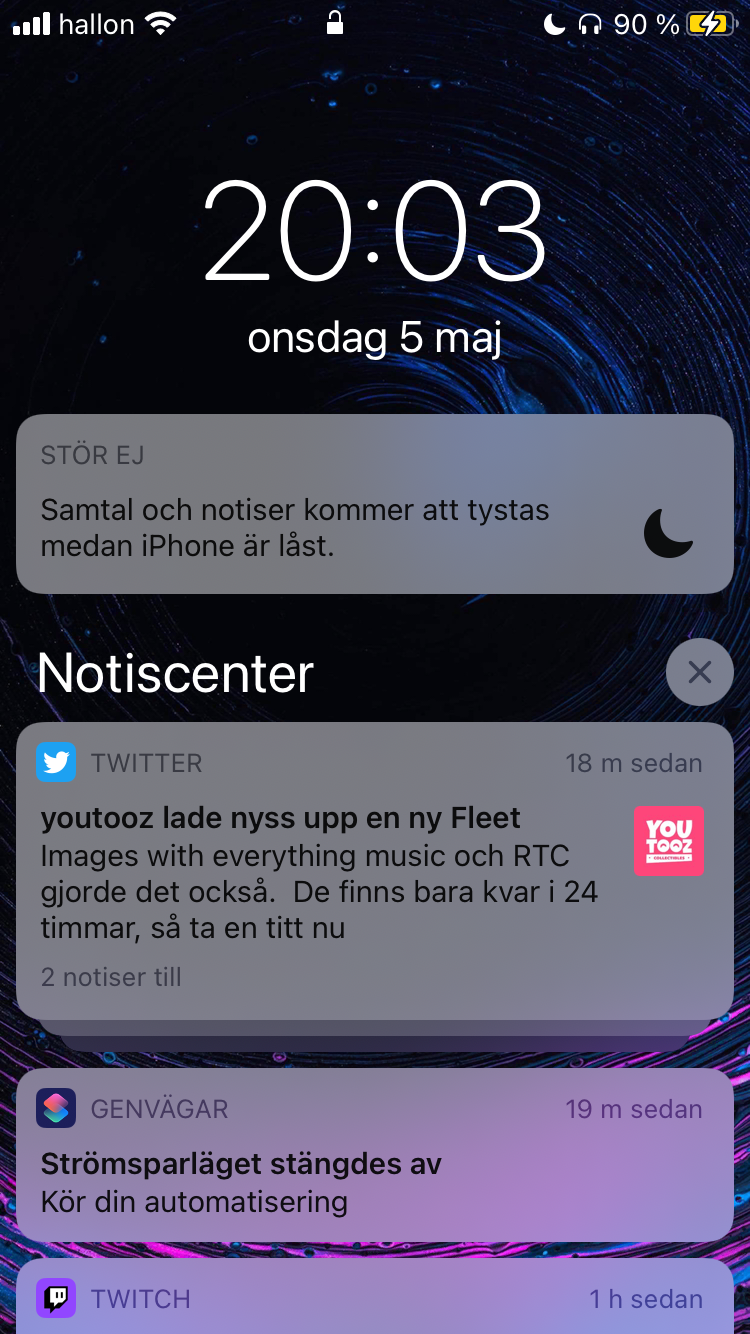 hallon 90 %
20:03
onsdag 5 maj
STÖR EJ
Samtal och notiser kommer att tystas
medan iPhone är låst.
Notiscenter
TWITTER 18 m sedan
youtooz lade nyss upp en ny Fleet
Images with everything music och RTC
gjorde det också.  De finns bara kvar i 24
timmar, så ta en titt nu
YOU
TOOZ
COLLECTIBLES
2 notiser till
GENVÄGAR 19 m sedan
Strömsparläget stängdes av
Kör din automatisering
TWITCH 1 h sedan